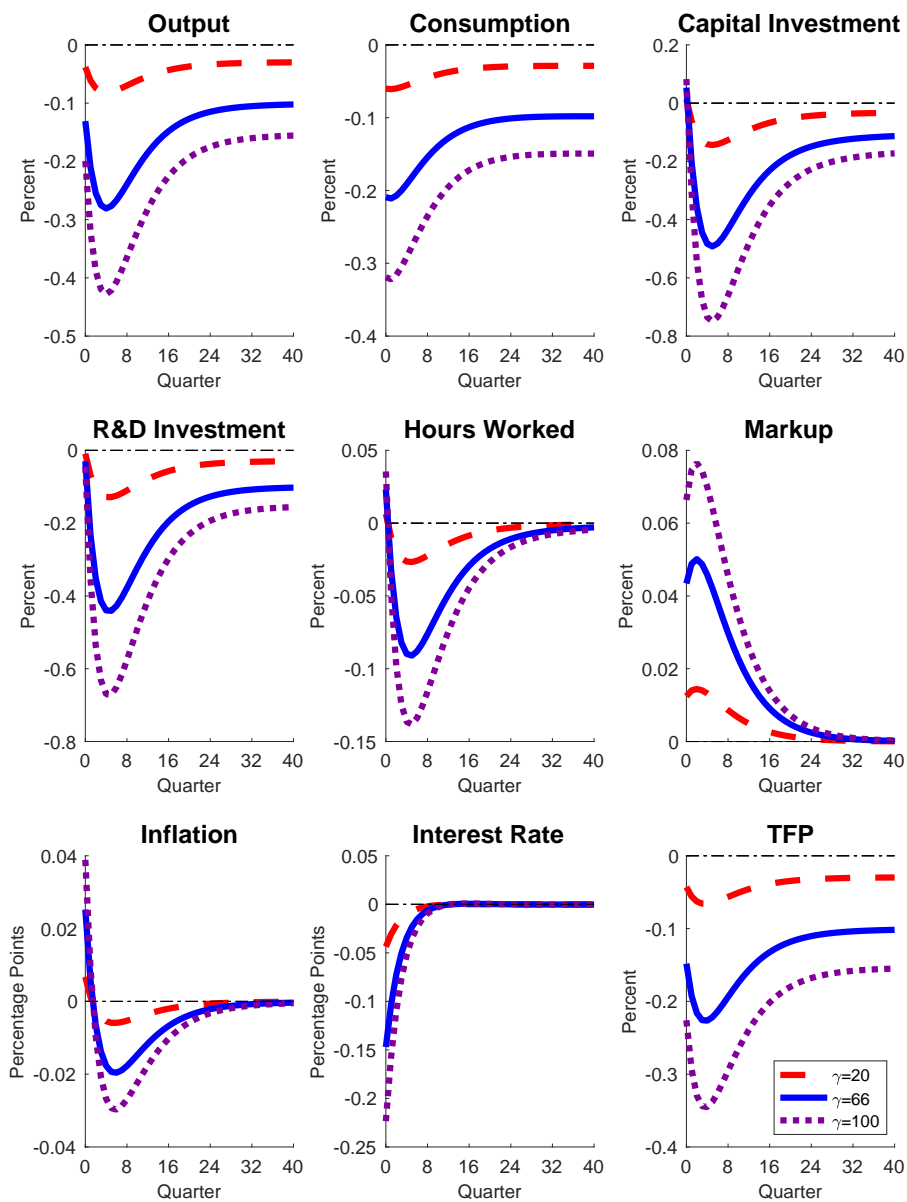 Output
Percent
0
-0.1
-0.2
-0.3
-0.4
-0.5
0 8 16 24 32 40
Quarter
Consumption
Percent
0
-0.1
-0.2
-0.3
-0.4
0 8 16 24 32 40
Quarter
Capital Investment
Percent
0.2
0
-0.2
-0.4
-0.6
-0.8
0 8 16 24 32 40
Quarter
R&D Investment
Percent
0
-0.2
-0.4
-0.6
-0.8
0 8 16 24 32 40
Quarter
Hours Worked
Percent
0.05
0
-0.05
-0.1
-0.15
0 8 16 24 32 40
Quarter
Markup
Percent
0.08
0.06
0.04
0.02
0
0 8 16 24 32 40
Quarter
Inflation
Percentage Points
0.04
0.02
0
-0.02
-0.04
0 8 16 24 32 40
Quarter
Interest Rate
Percentage Points
0.05
0
-0.05
-0.1
-0.15
-0.2
-0.25
0 8 16 24 32 40
Quarter
TFP
Percent
0
-0.1
-0.2
-0.3
-0.4
0 8 16 24 32 40
Quarter
γ=20
γ=66
γ=100